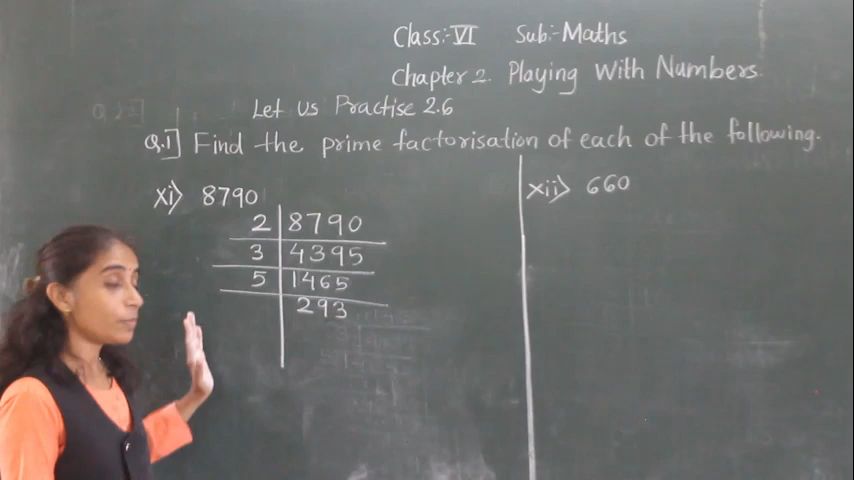 Class:-VI Sub:-Maths
Chapter 2. Playing With Numbers.
Let us Practise 2.6
Q.1] Find the prime factorisation of each of the following.
xi> 8790
2 8790
3 4395
5 1465
293
xii> 660